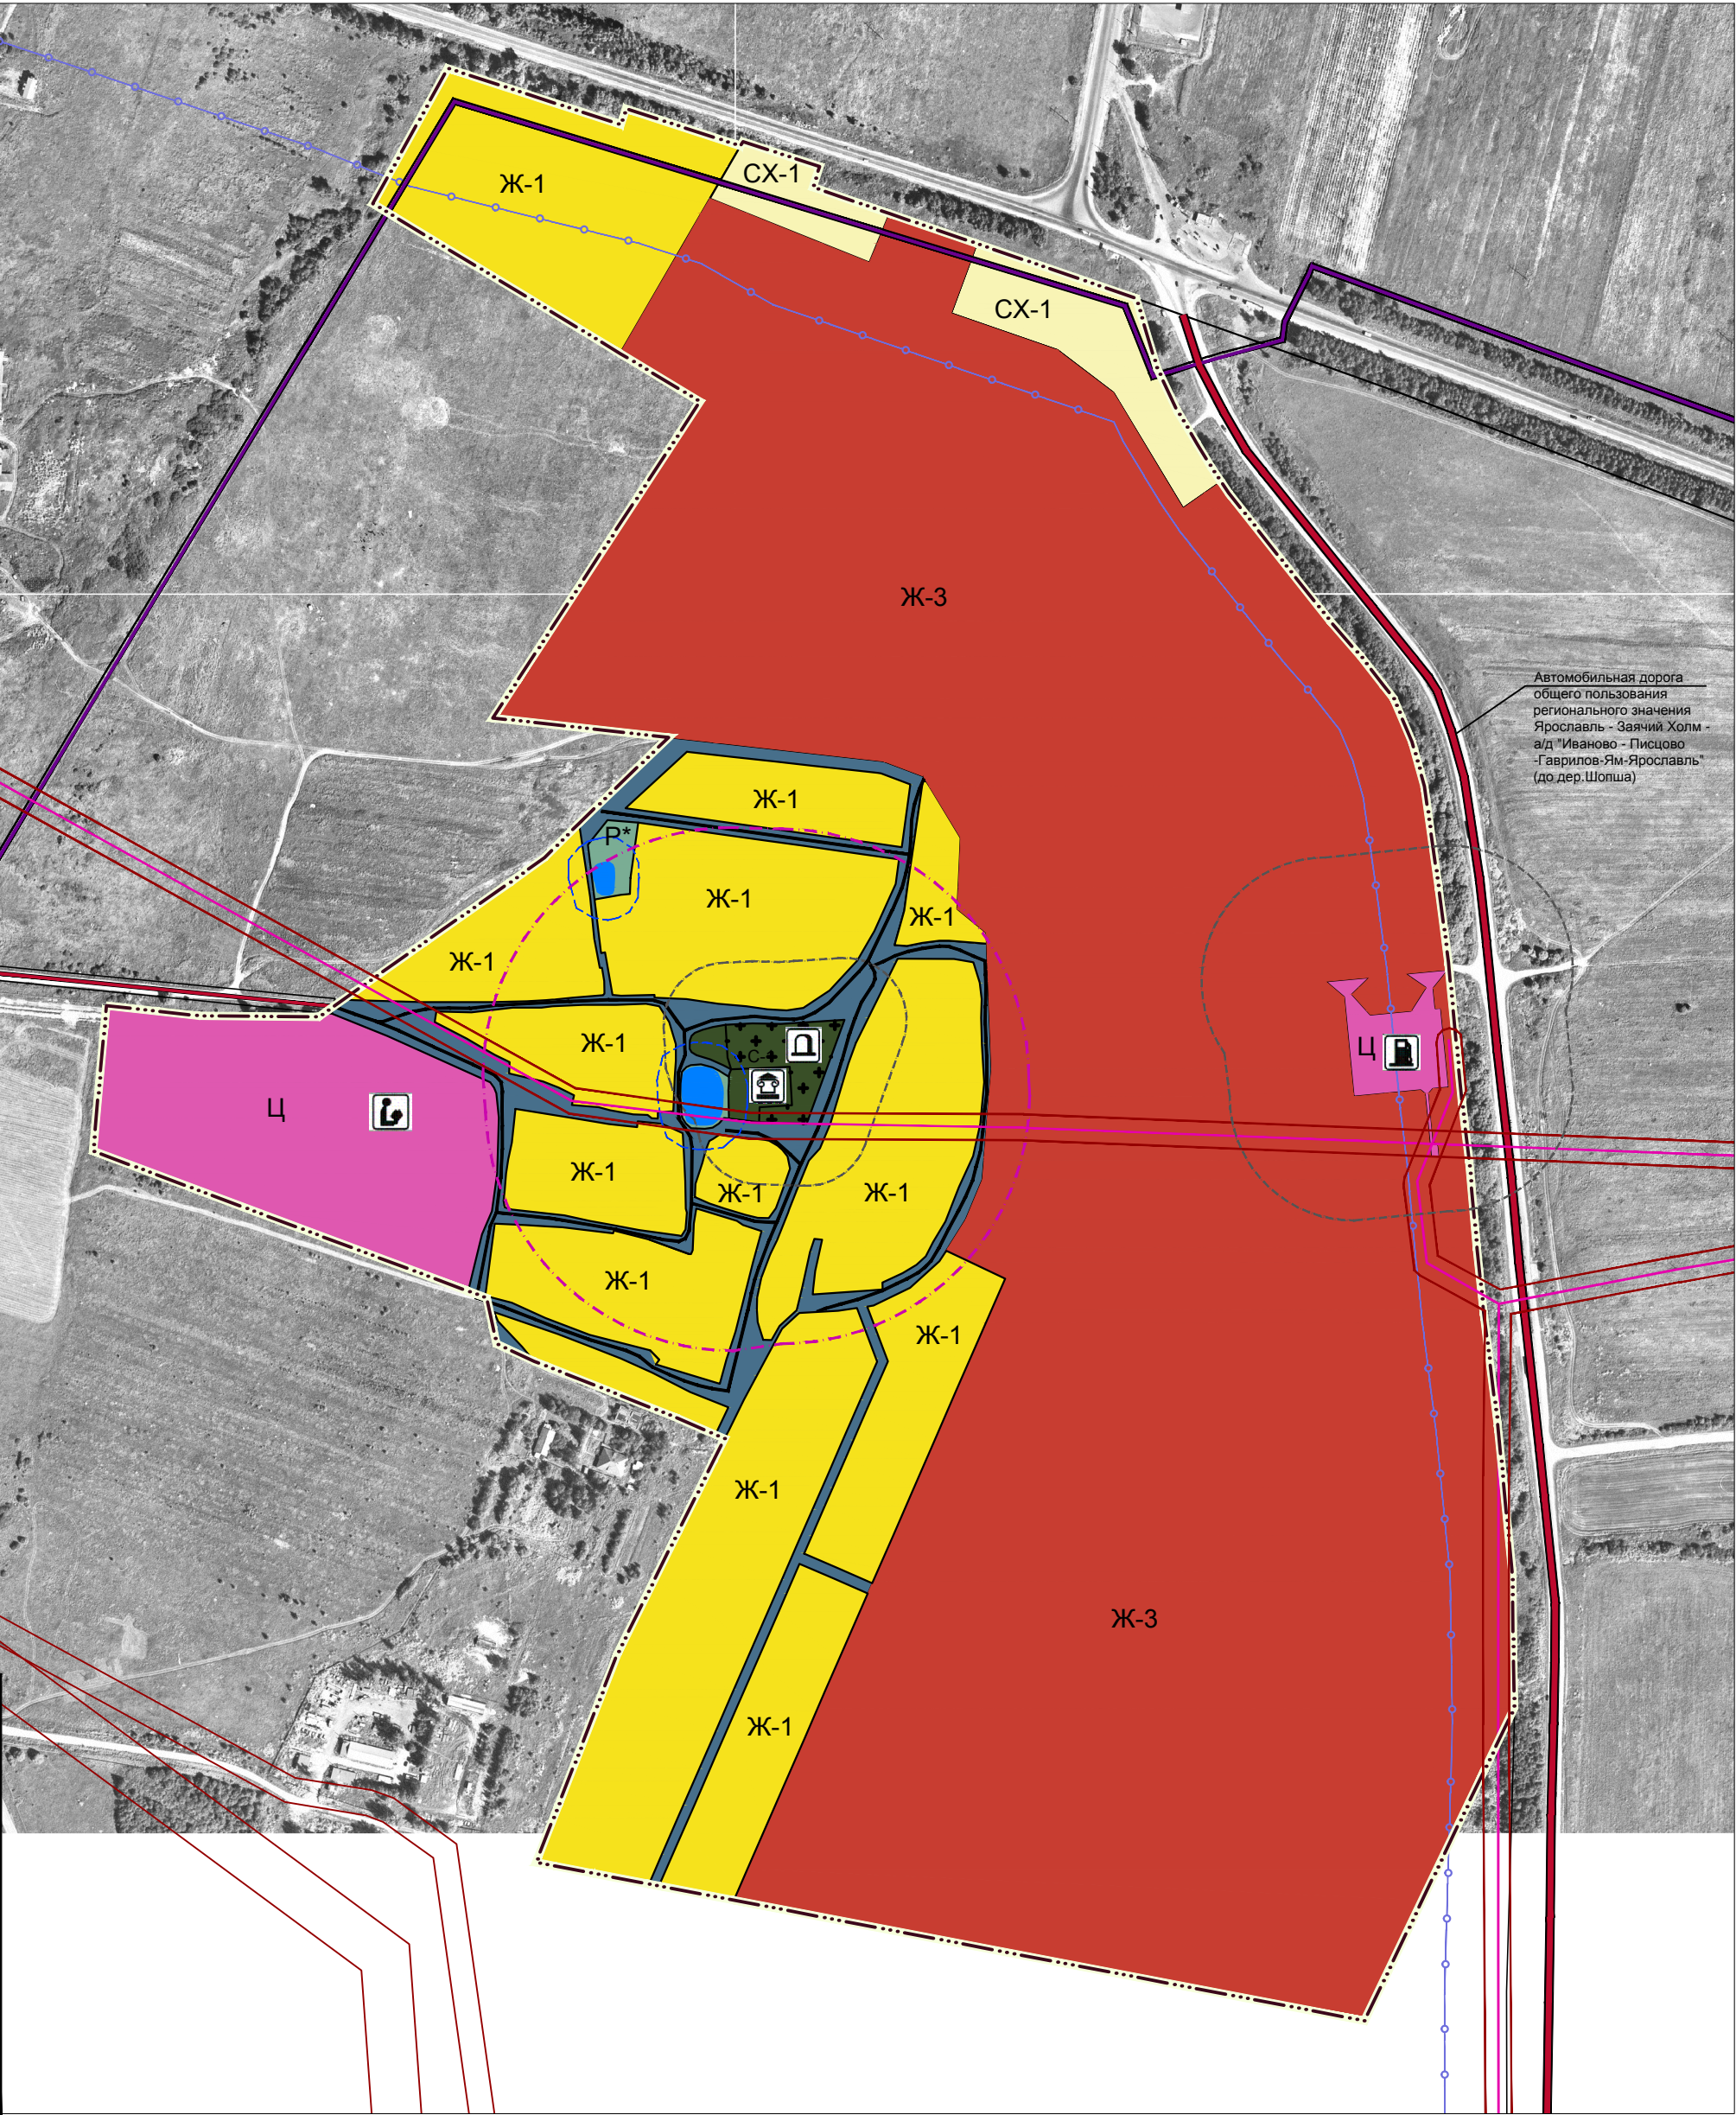 Ж-1
СХ-1
СХ-1
Ж-3
Автомобильная дорога
общего пользования
регионального значения
Ярославль - Заячий Холм -
а/д "Иваново - Писцово
-Гаврилов-Ям-Ярославль"
(до дер.Шопша)
Ж-1
Р*
Ж-1
Ж-1
Ж-1
Ж-1
Ц
Ц
Ж-1
Ж-1
Ж-1
Ж-1
Ж-1
Ж-1
Ж-3
Ж-1